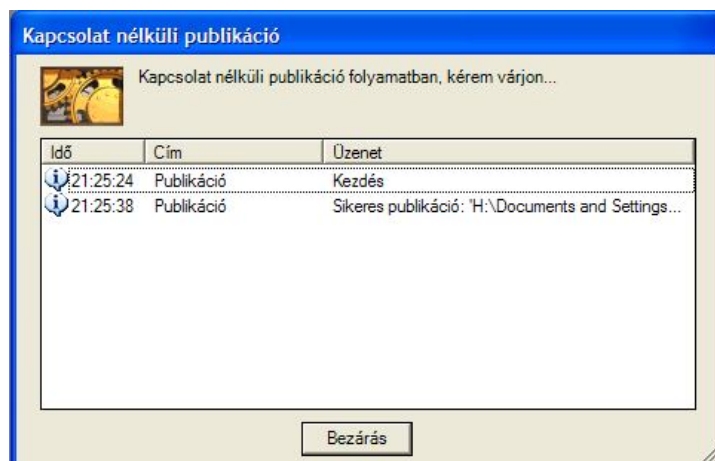 Kapcsolat nélküli publikáció
Kapcsolat nélküli publikáció folyamatban, kérem várjon...
Idő Cím Üzenet
21:25:24 Publikáció Kezdés
21:25:38 Publikáció Sikeres publikáció: 'H:\Documents and Settings...
Bezárás